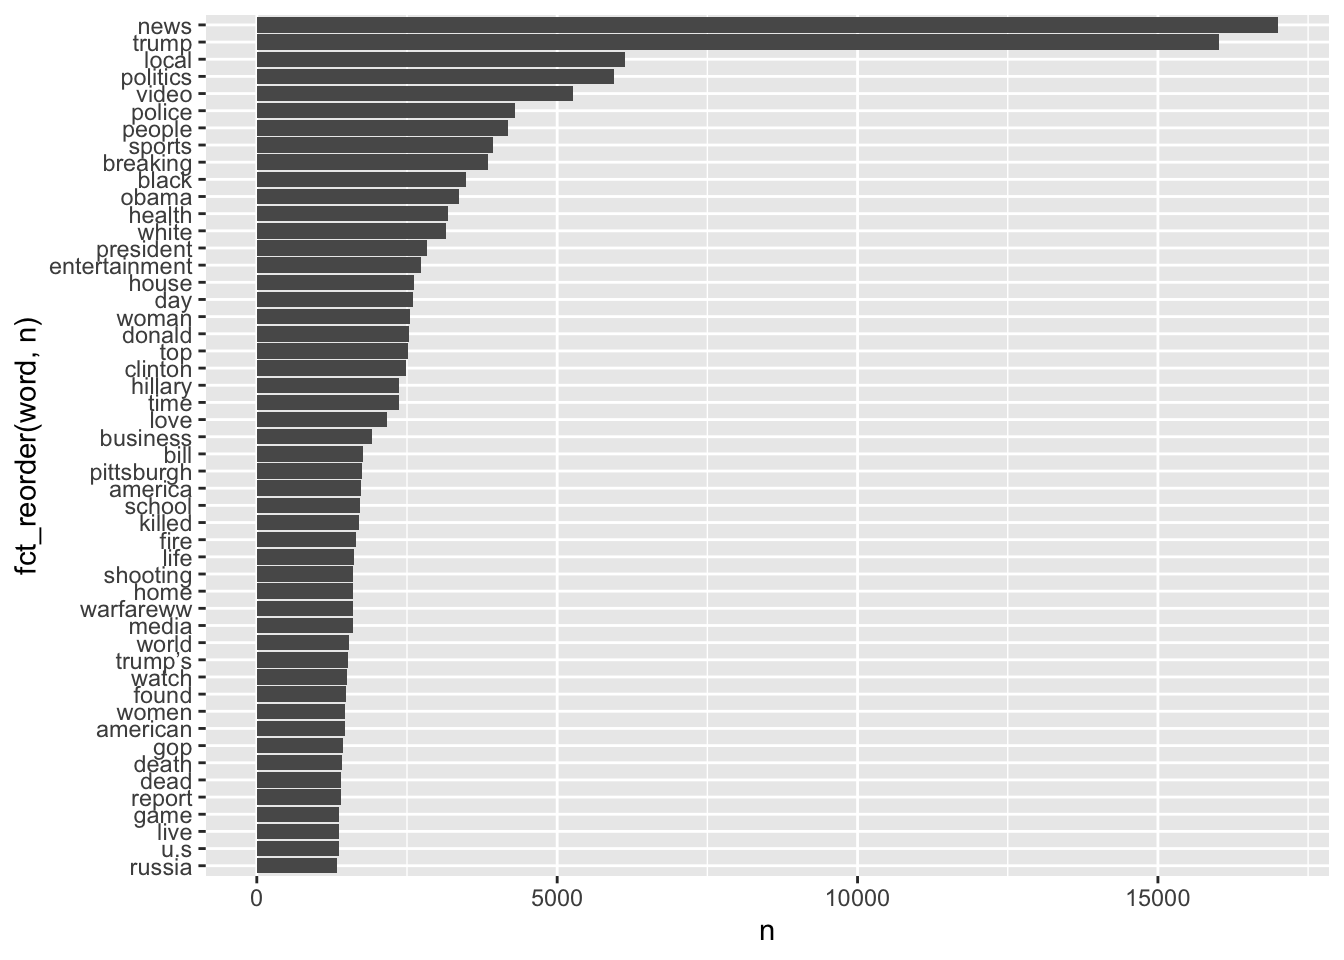 news
trump
local
politics
video
police
people
sports
breaking
black
obama
health
white
president
entertainment
house
day
woman
donald
top
clinton
hillary
time
love
business
bill
pittsburgh
america
school
killed
fire
life
shooting
home
warfareww
media
world
trump’s
watch
found
women
american
gop
death
dead
report
game
live
u.s
russia
fct_reorder(word, n)
0 5000 10000 15000
n